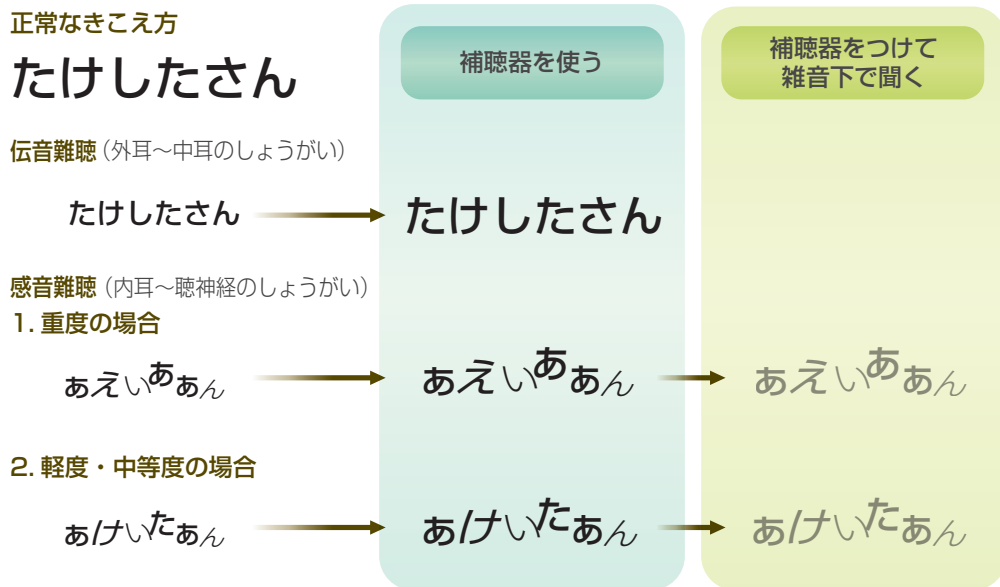 正常なきこえ方
たけしたさん
補聴器を使う
補聴器をつけて
雑音下で聞く
伝音難聴（外耳〜中耳のしょうがい）
たけしたさん
たけしたさん
感音難聴（内耳〜聴神経のしょうがい）
1. 重度の場合
ぁえいあぁん
あえいあぁん
あえいあぁん
2. 軽度・中等度の場合
ぁけいたぁん
あけいたあん
あけいたあん